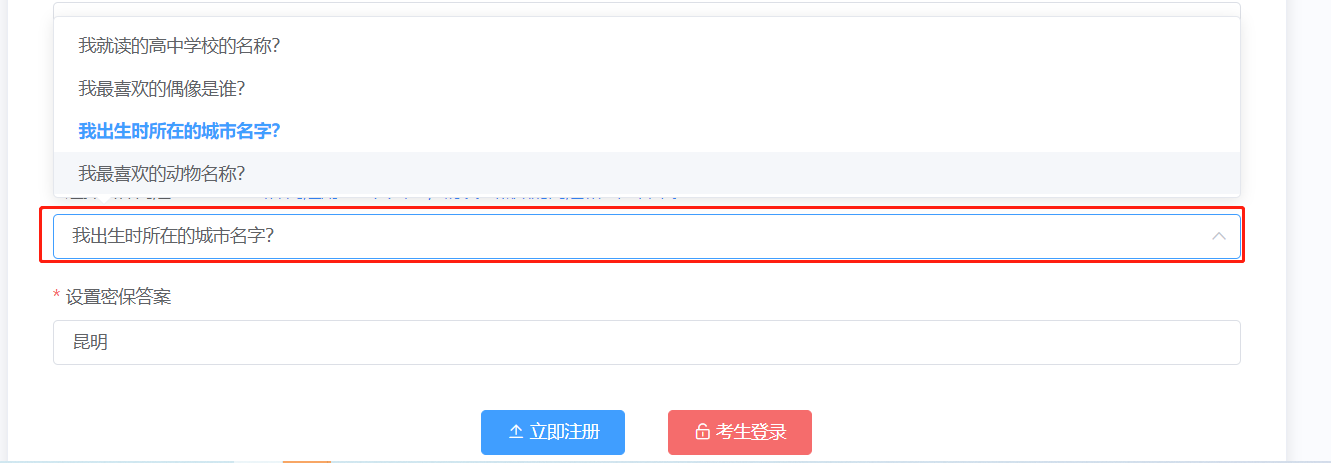 我就读的高中学校的名称?
我最喜欢的偶像是谁?
我出生时所在的城市名字?
我最喜欢的动物名称?
我出生时所在的城市名字?
* 设置密保答案
昆明
立即注册
考生登录